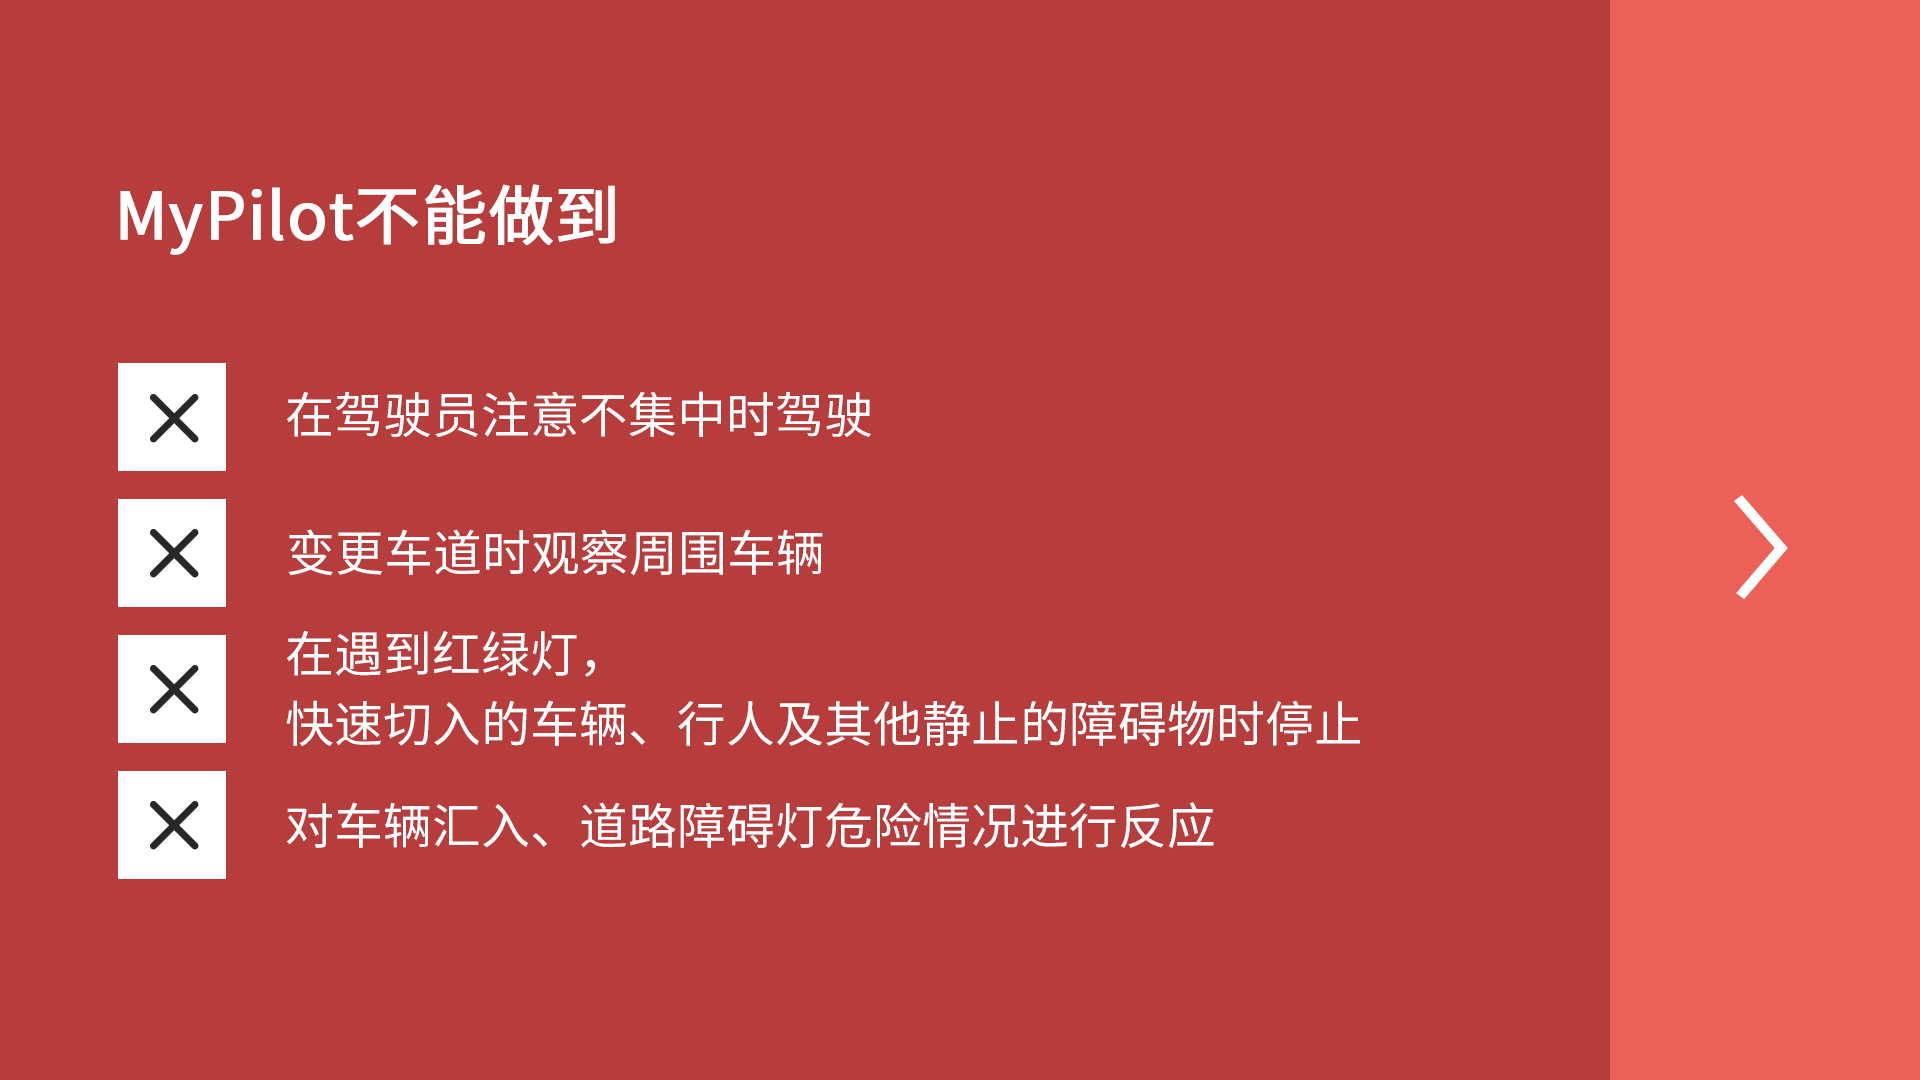 MyPilot不能做到
在驾驶员注意不集中时驾驶
变更车道时观察周围车辆
在遇到红绿灯，
快速切入的车辆、行人及其他静止的障碍物时停止
对车辆汇入、道路障碍灯危险情况进行反应